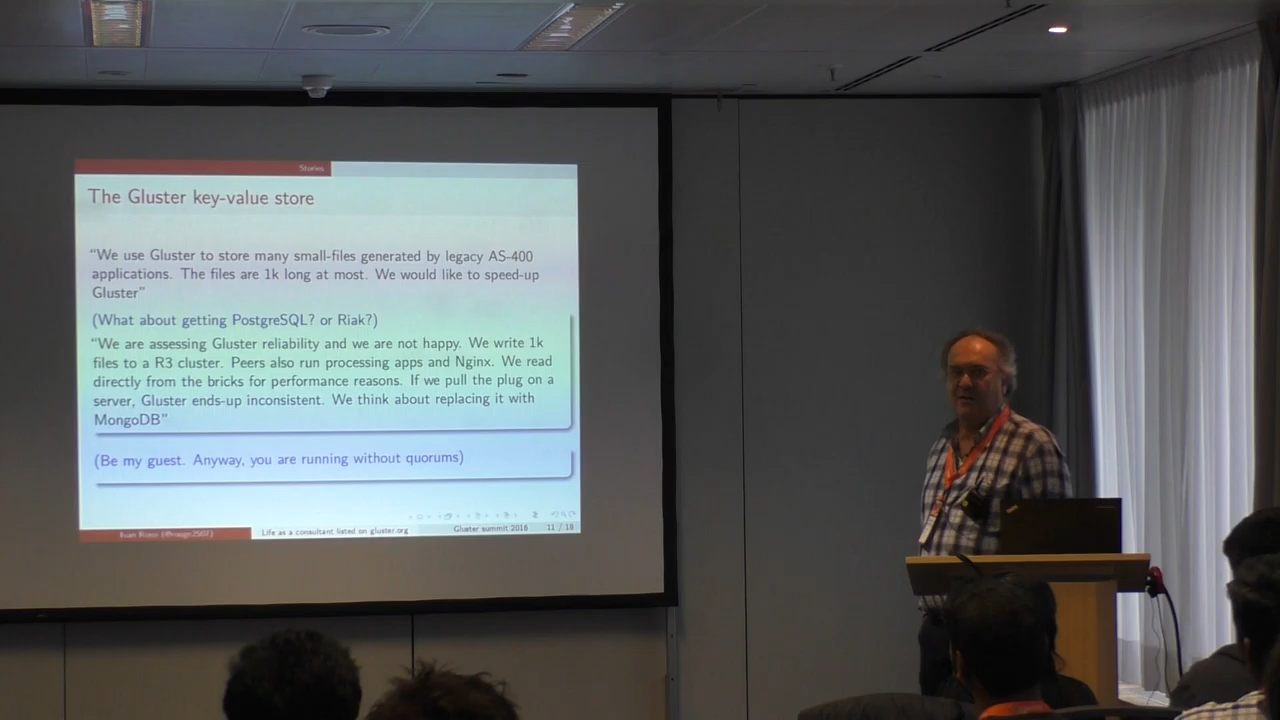 Stories
The Gluster key-value store
"We use Gluster to store many small-files generated by legacy AS-400
applications. The files are 1k long at most. We would like to speed-up
Gluster"
(What about getting PostgreSQL? or Riak?)
"We are assessing Gluster reliability and we are not happy. We write 1k
files to a R3 cluster. Peers also run processing apps and Nginx. We read
directly from the bricks for performance reasons. If we pull the plug on a
server, Gluster ends-up inconsistent. We think about replacing it with
MongoDB"
(Be my guest. Anyway, you are running without quorums)
Life as a consultant listed on gluster.org
Gluster summit 2016
11 / 18